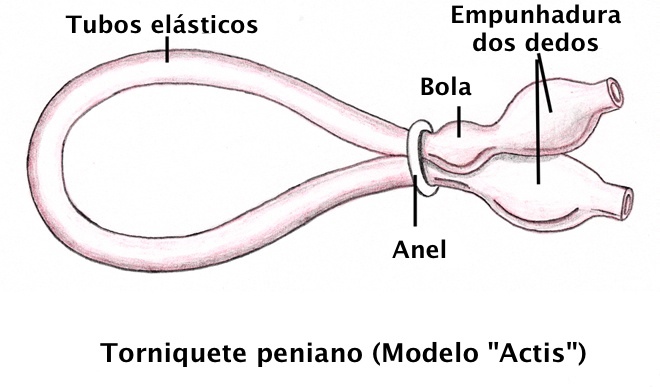 Tubos elásticos
Empunhadura
dos dedos
Bola
Anel
Torniquete peniano (Modelo "Actis")